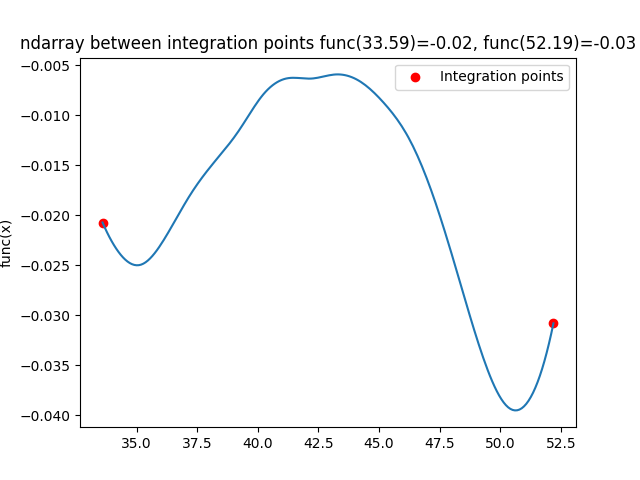 ndarray between integration points func(33.59)=-0.02, func(52.19)=-0.03
Integration points
func(x)
−0.005
−0.010
−0.015
−0.020
−0.025
−0.030
−0.035
−0.040
35.0 37.5 40.0 42.5 45.0 47.5 50.0 52.5